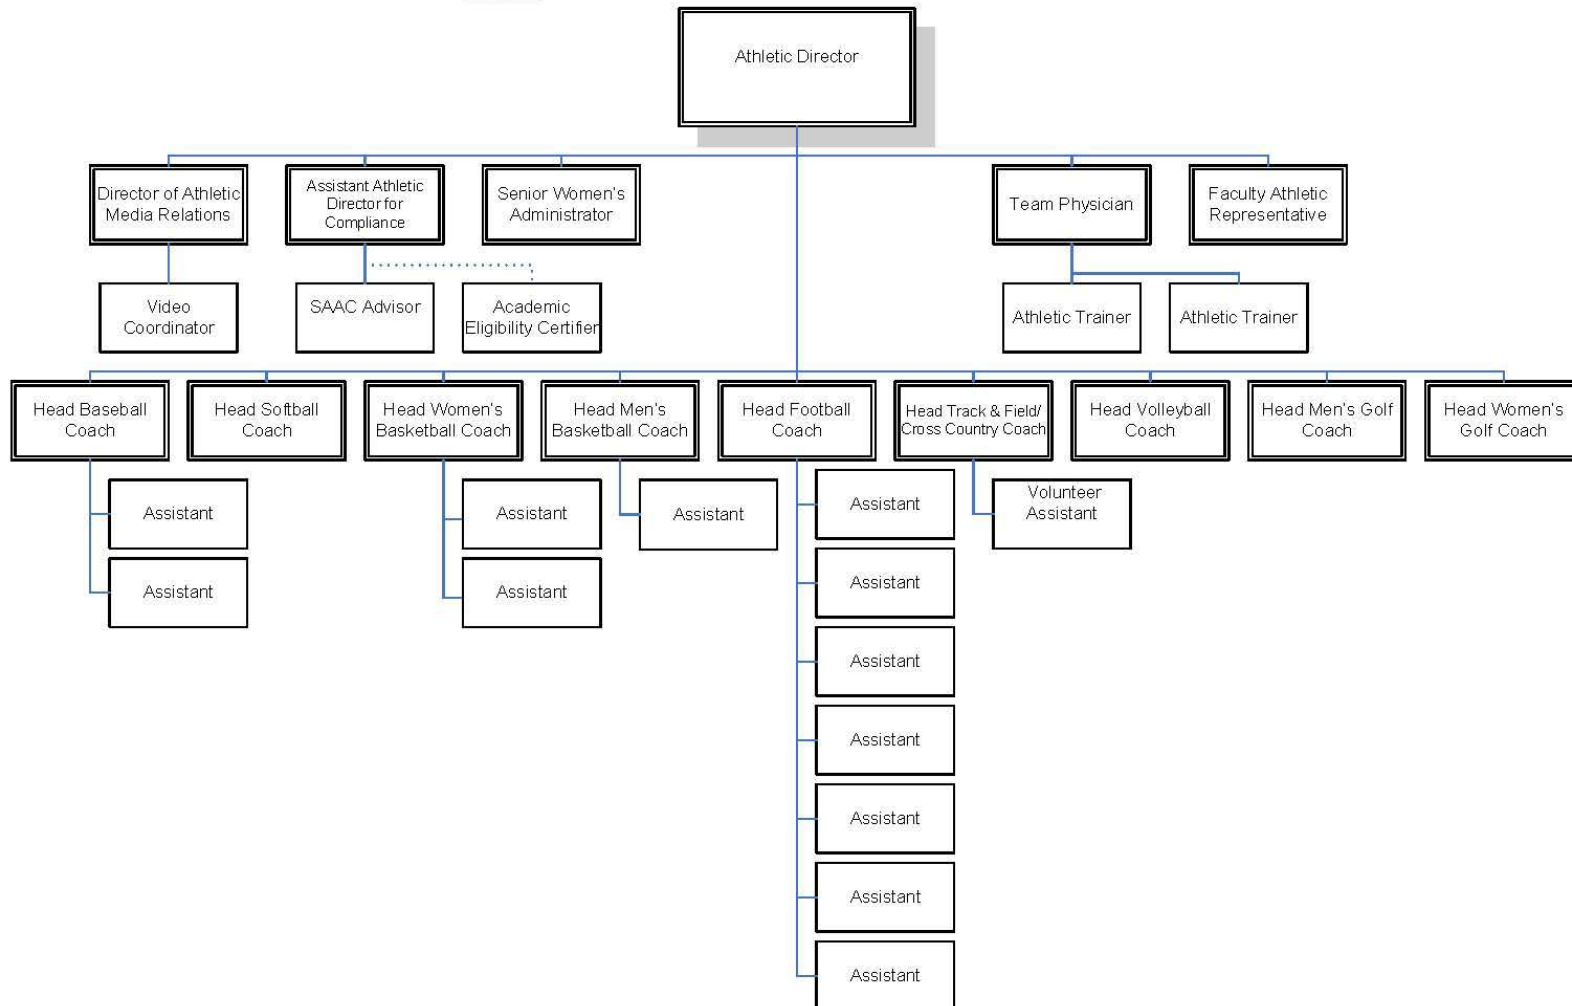 Athletic Director
Director of Athletic
Media Relations
Assistant Athletic
Director for
Compliance
Senior Women's
Administrator
Team Physician
Faculty Athletic
Representative
Video
Coordinator
SAAC Advisor
Academic
Eligibility Certifier
Athletic Trainer
Athletic Trainer
Head Baseball
Coach
Head Softball
Coach
Head Women's
Basketball Coach
Head Men's
Basketball Coach
Head Football
Coach
Head Track & Field/
Cross Country Coach
Head Volleyball
Coach
Head Men's Golf
Coach
Head Women's
Golf Coach
Assistant
Assistant
Assistant
Assistant
Assistant
Assistant
Volunteer
Assistant
Assistant
Assistant
Assistant
Assistant
Assistant
Assistant